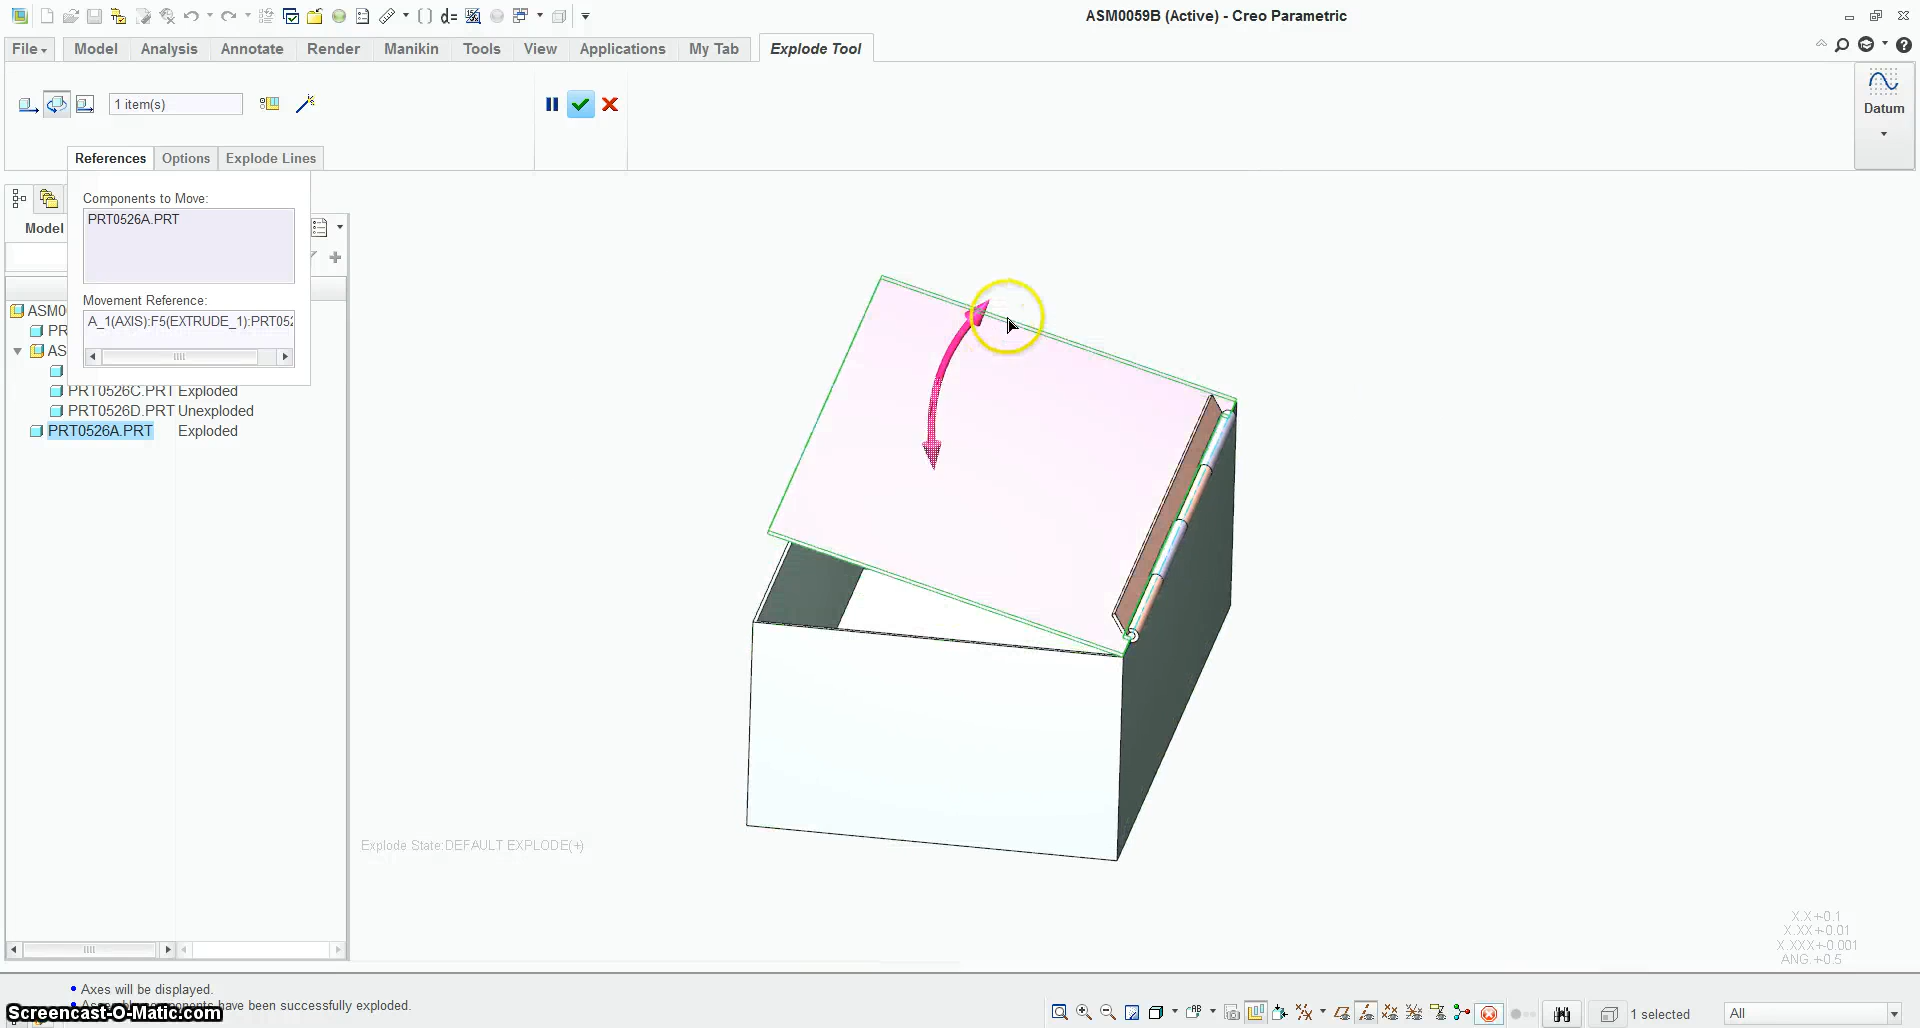 ASM0059B (Active) - Creo Parametric
File Model Analysis Annotate Render Manikin Tools View Applications My Tab Explode Tool
1 item(s)
Datum
References Options Explode Lines
Components to Move:
PRT0526A.PRT
Model
Movement Reference:
A_1(AXIS):F5(EXTRUDE_1):PRT052
ASM0
PR
AS
PRT0526C.PRT Exploded
PRT0526D.PRT Unexploded
PRT0526A.PRT Exploded
Explode State:DEFAULT EXPLODE(+)
X.X+-0.1
X.XX+-0.01
X.XXX+-0.001
ANG.+-0.5
• Axes will be displayed.
have been successfully exploded.
Screencast-O-Matic.com
1 selected
All